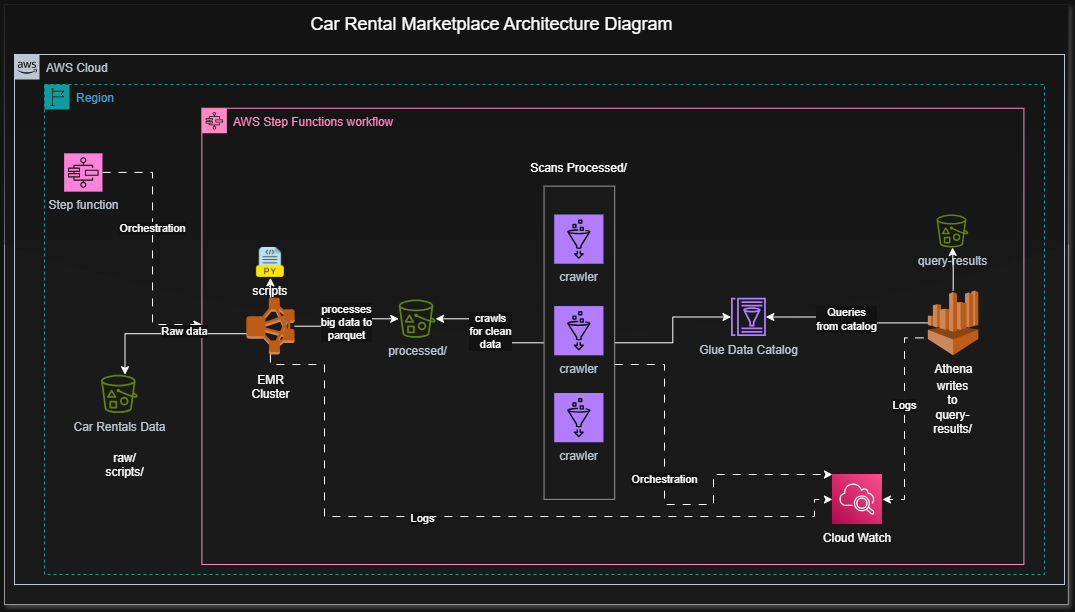 Car Rental Marketplace Architecture Diagram
aws
AWS Cloud
Region
AWS Step Functions workflow
Step function
Orchestration
Scans Processed/
crawler
crawler
crawler
PY
scripts
Raw data
EMR
Cluster
processes
big data to
parquet
processed/
crawls
for clean
data
Glue Data Catalog
Queries
from catalog
query-results
Athena
writes
to
query-
results/
Logs
Car Rentals Data
raw/
scripts/
Orchestration
Logs
Cloud Watch